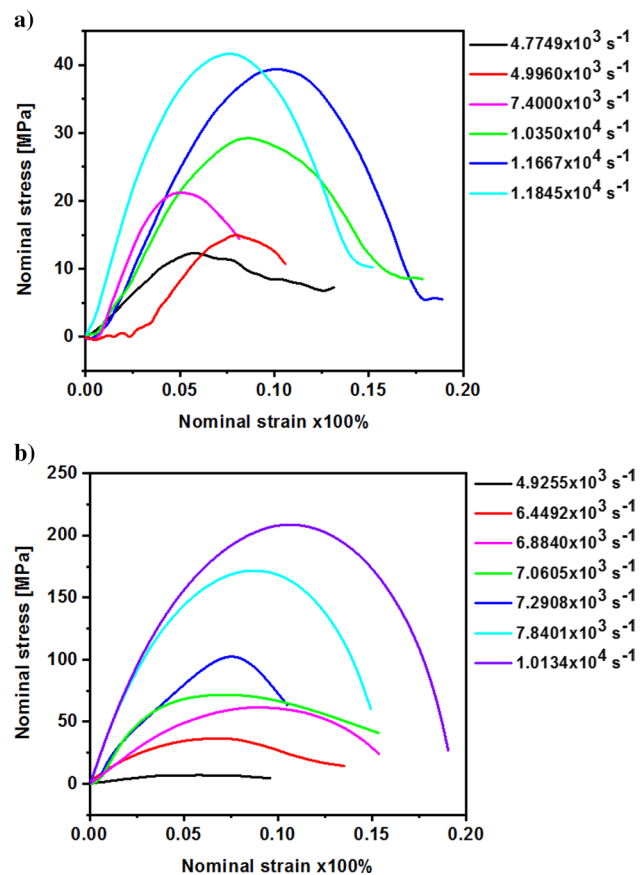 a)
Nominal stress [MPa]
40
30
20
10
0
0.00 0.05 0.10 0.15 0.20
Nominal strain x100%
4.7749x10³ s⁻¹
4.9960x10³ s⁻¹
7.4000x10³ s⁻¹
1.0350x10⁴ s⁻¹
1.1667x10⁴ s⁻¹
1.1845x10⁴ s⁻¹
b)
Nominal stress [MPa]
250
200
150
100
50
0
0.00 0.05 0.10 0.15 0.20
Nominal strain x100%
4.9255x10³ s⁻¹
6.4492x10³ s⁻¹
6.8840x10³ s⁻¹
7.0605x10³ s⁻¹
7.2908x10³ s⁻¹
7.8401x10³ s⁻¹
1.0134x10⁴ s⁻¹